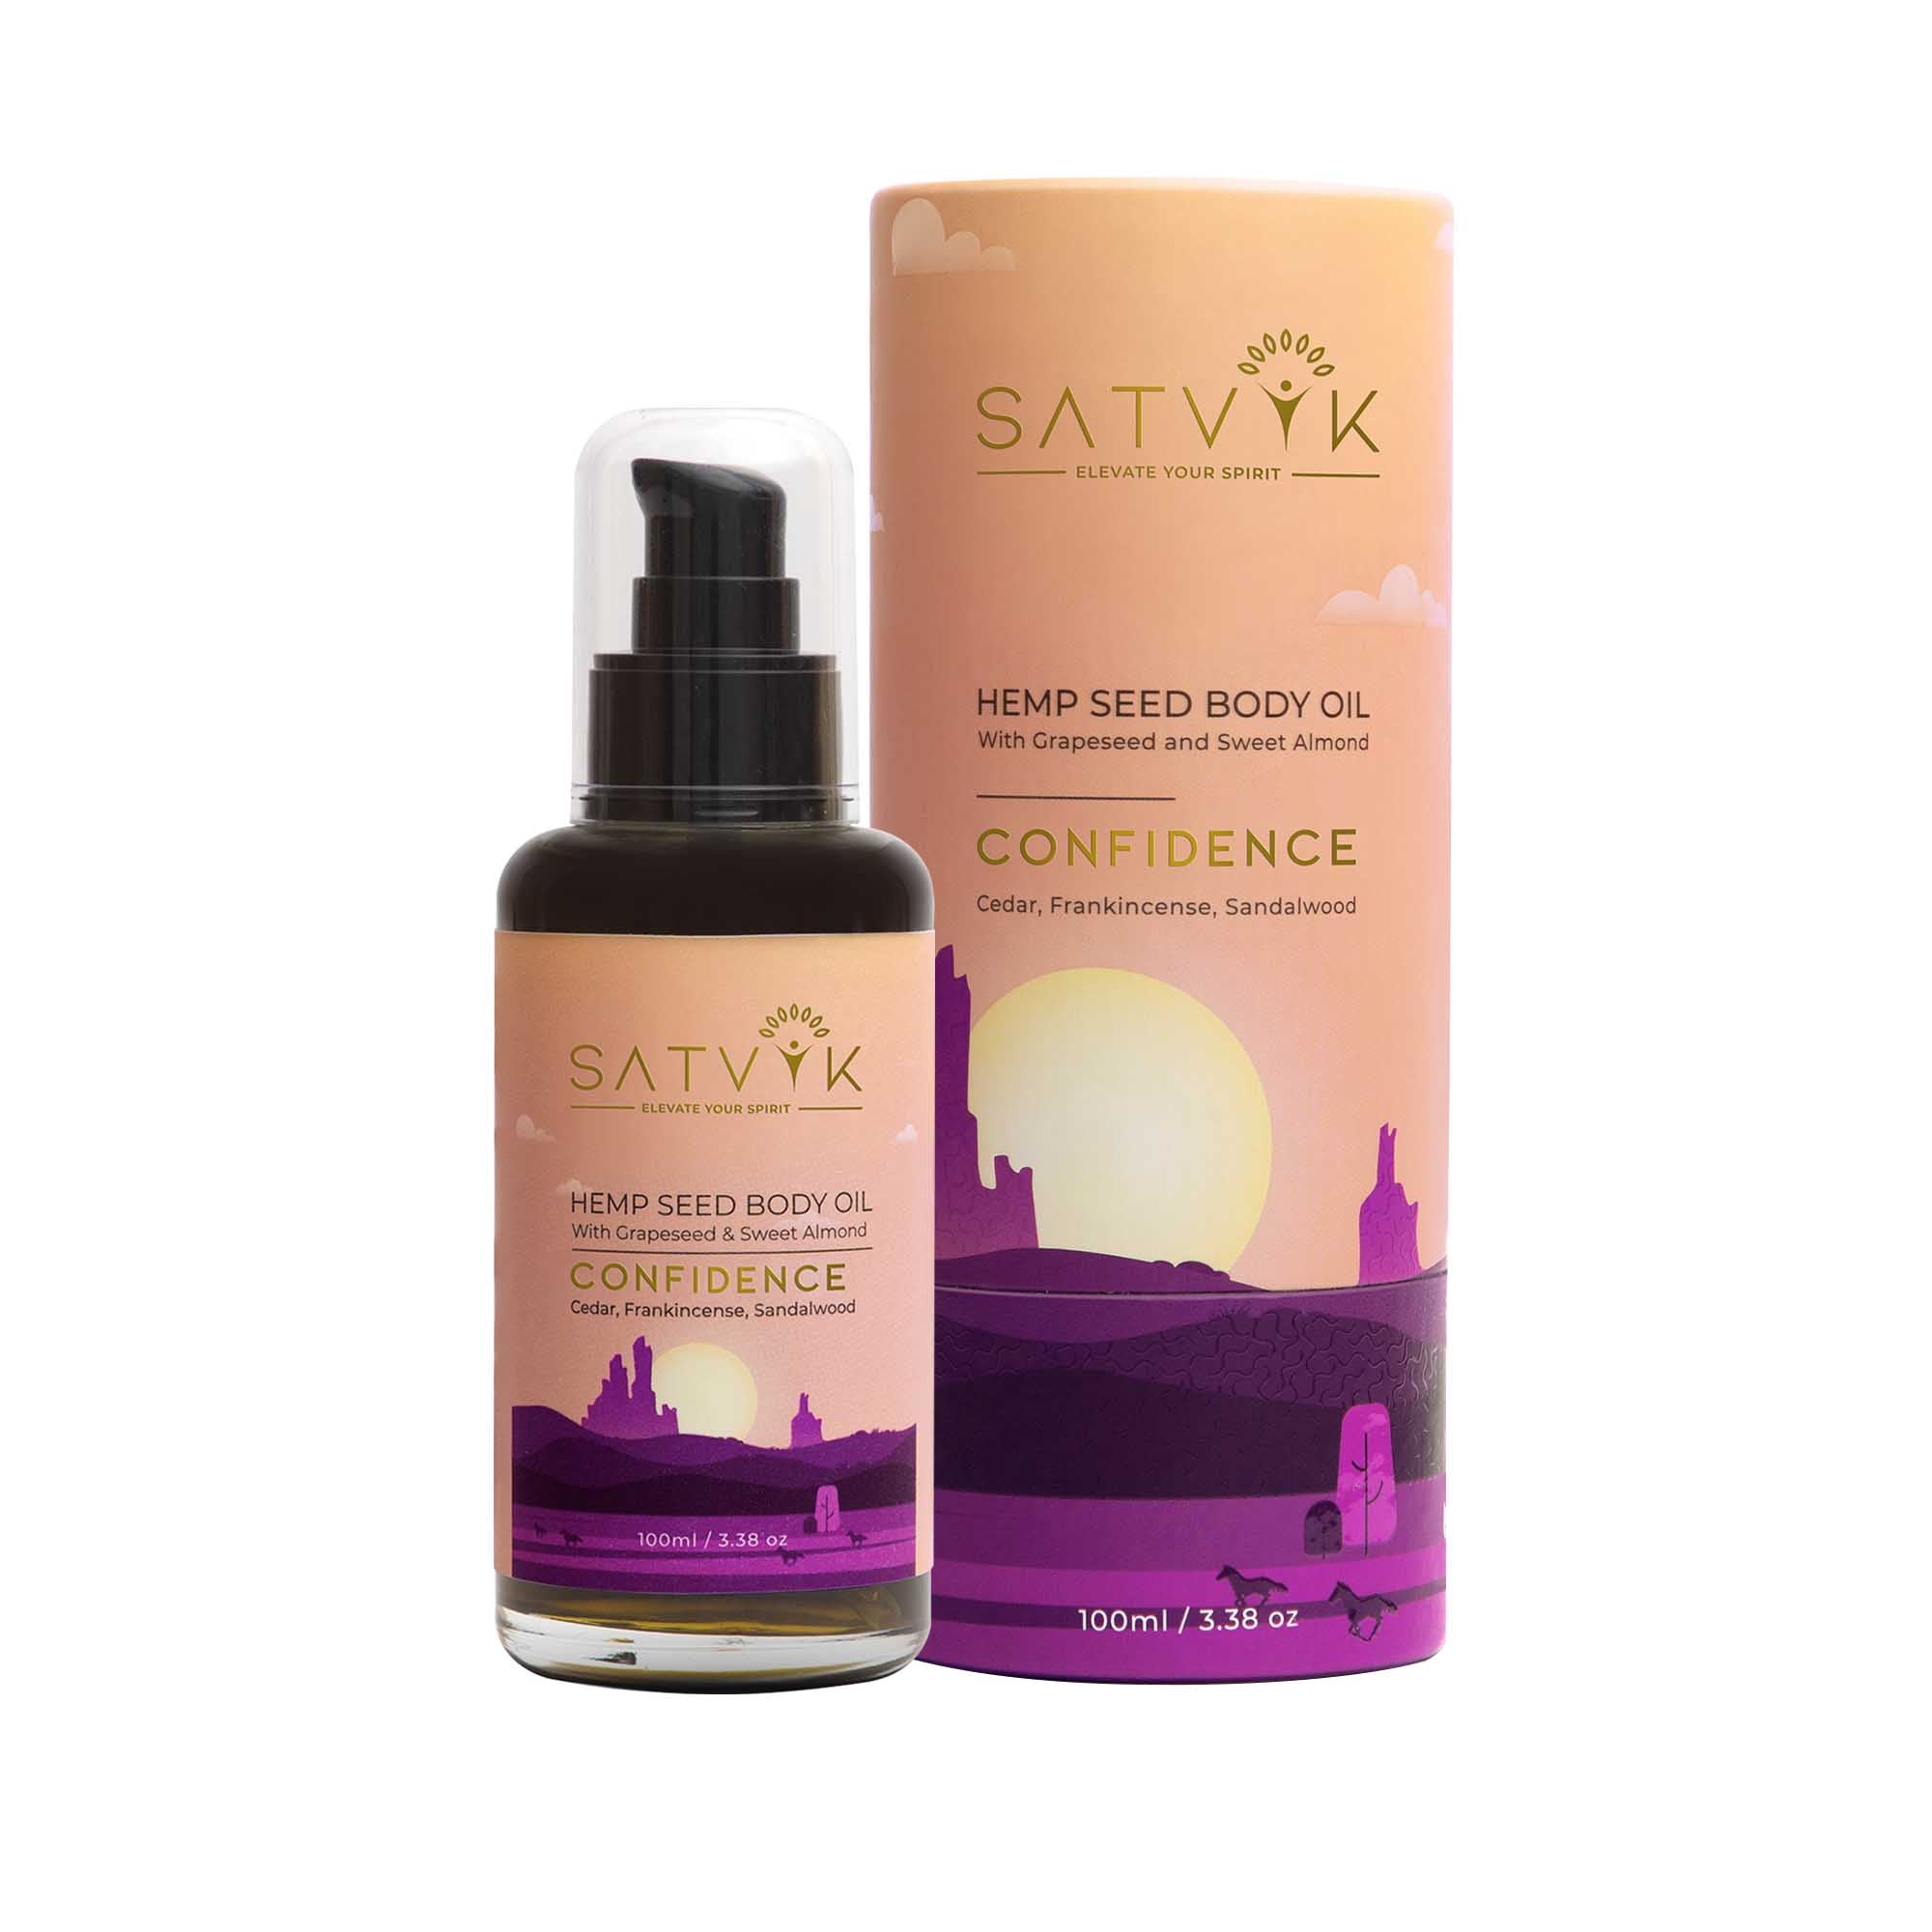 SATVIK
ELEVATE YOUR SPIRIT
HEMP SEED BODY OIL
With Grapeseed and Sweet Almond
CONFIDENCE
Cedar, Frankincense, Sandalwood
100ml / 3.38 oz
SATVIK
ELEVATE YOUR SPIRIT
HEMP SEED BODY OIL
With Grapeseed & Sweet Almond
CONFIDENCE
Cedar, Frankincense, Sandalwood
100ml / 3.38 oz